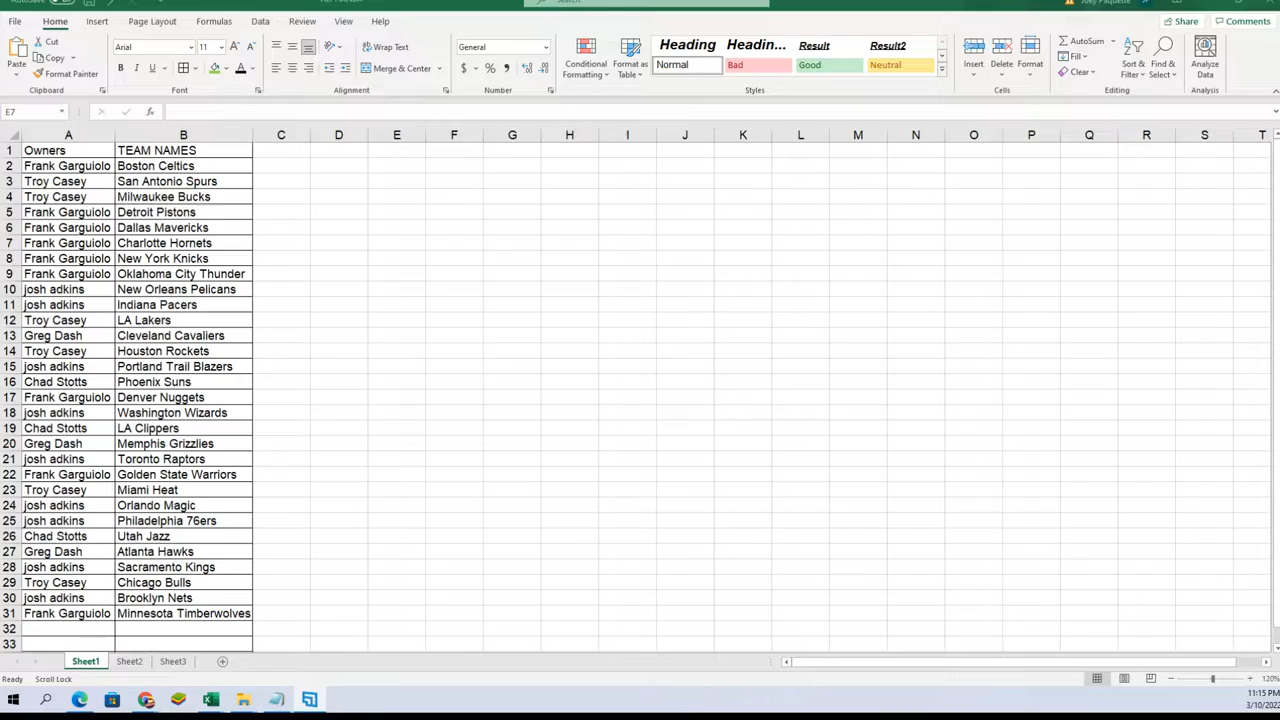 File Home Insert Page Layout Formulas Data Review View Help Share Comments
Paste Cut Copy Format Painter Clipboard
Arial 11 A A B I U A Font
Wrap Text Merge & Center Alignment
General $ % , Number
Conditional Formatting Format as Table Heading Headin... Result Result2 Normal Bad Good Neutral Styles
Insert Delete Format Cells
AutoSum Fill Clear Sort & Filter Find & Select Editing
Analyze Data Analysis
E7 fx
A B C D E F G H I J K L M N O P Q R S T
1 Owners TEAM NAMES
2 Frank Garguiolo Boston Celtics
3 Troy Casey San Antonio Spurs
4 Troy Casey Milwaukee Bucks
5 Frank Garguiolo Detroit Pistons
6 Frank Garguiolo Dallas Mavericks
7 Frank Garguiolo Charlotte Hornets
8 Frank Garguiolo New York Knicks
9 Frank Garguiolo Oklahoma City Thunder
10 josh adkins New Orleans Pelicans
11 josh adkins Indiana Pacers
12 Troy Casey LA Lakers
13 Greg Dash Cleveland Cavaliers
14 Troy Casey Houston Rockets
15 josh adkins Portland Trail Blazers
16 Chad Stotts Phoenix Suns
17 Frank Garguiolo Denver Nuggets
18 josh adkins Washington Wizards
19 Chad Stotts LA Clippers
20 Greg Dash Memphis Grizzlies
21 josh adkins Toronto Raptors
22 Frank Garguiolo Golden State Warriors
23 Troy Casey Miami Heat
24 josh adkins Orlando Magic
25 josh adkins Philadelphia 76ers
26 Chad Stotts Utah Jazz
27 Greg Dash Atlanta Hawks
28 josh adkins Sacramento Kings
29 Troy Casey Chicago Bulls
30 josh adkins Brooklyn Nets
31 Frank Garguiolo Minnesota Timberwolves
32
33
Sheet1 Sheet2 Sheet3
Scroll Lock 120%
11:15 PM